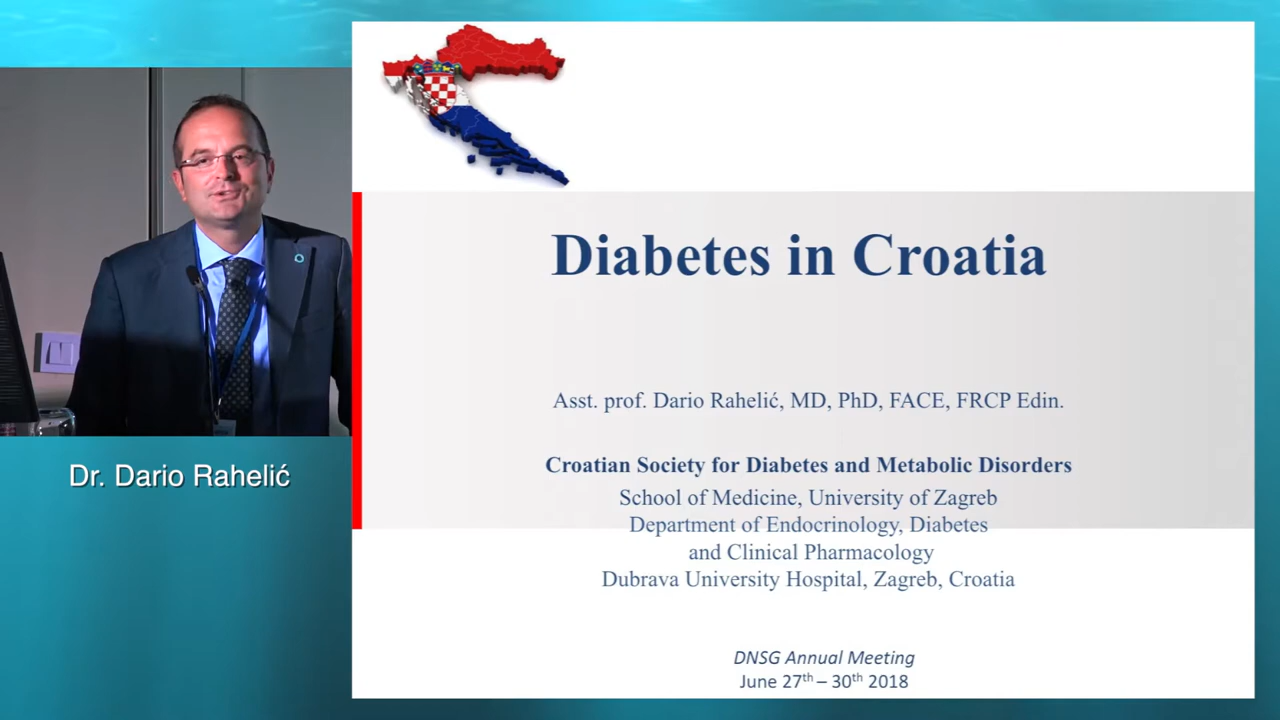 Diabetes in Croatia
Asst. prof. Dario Rahelić, MD, PhD, FACE, FRCP Edin.
Croatian Society for Diabetes and Metabolic Disorders
School of Medicine, University of Zagreb
Department of Endocrinology, Diabetes
and Clinical Pharmacology
Dubrava University Hospital, Zagreb, Croatia
DNSG Annual Meeting
June 27th – 30th 2018
Dr. Dario Rahelić